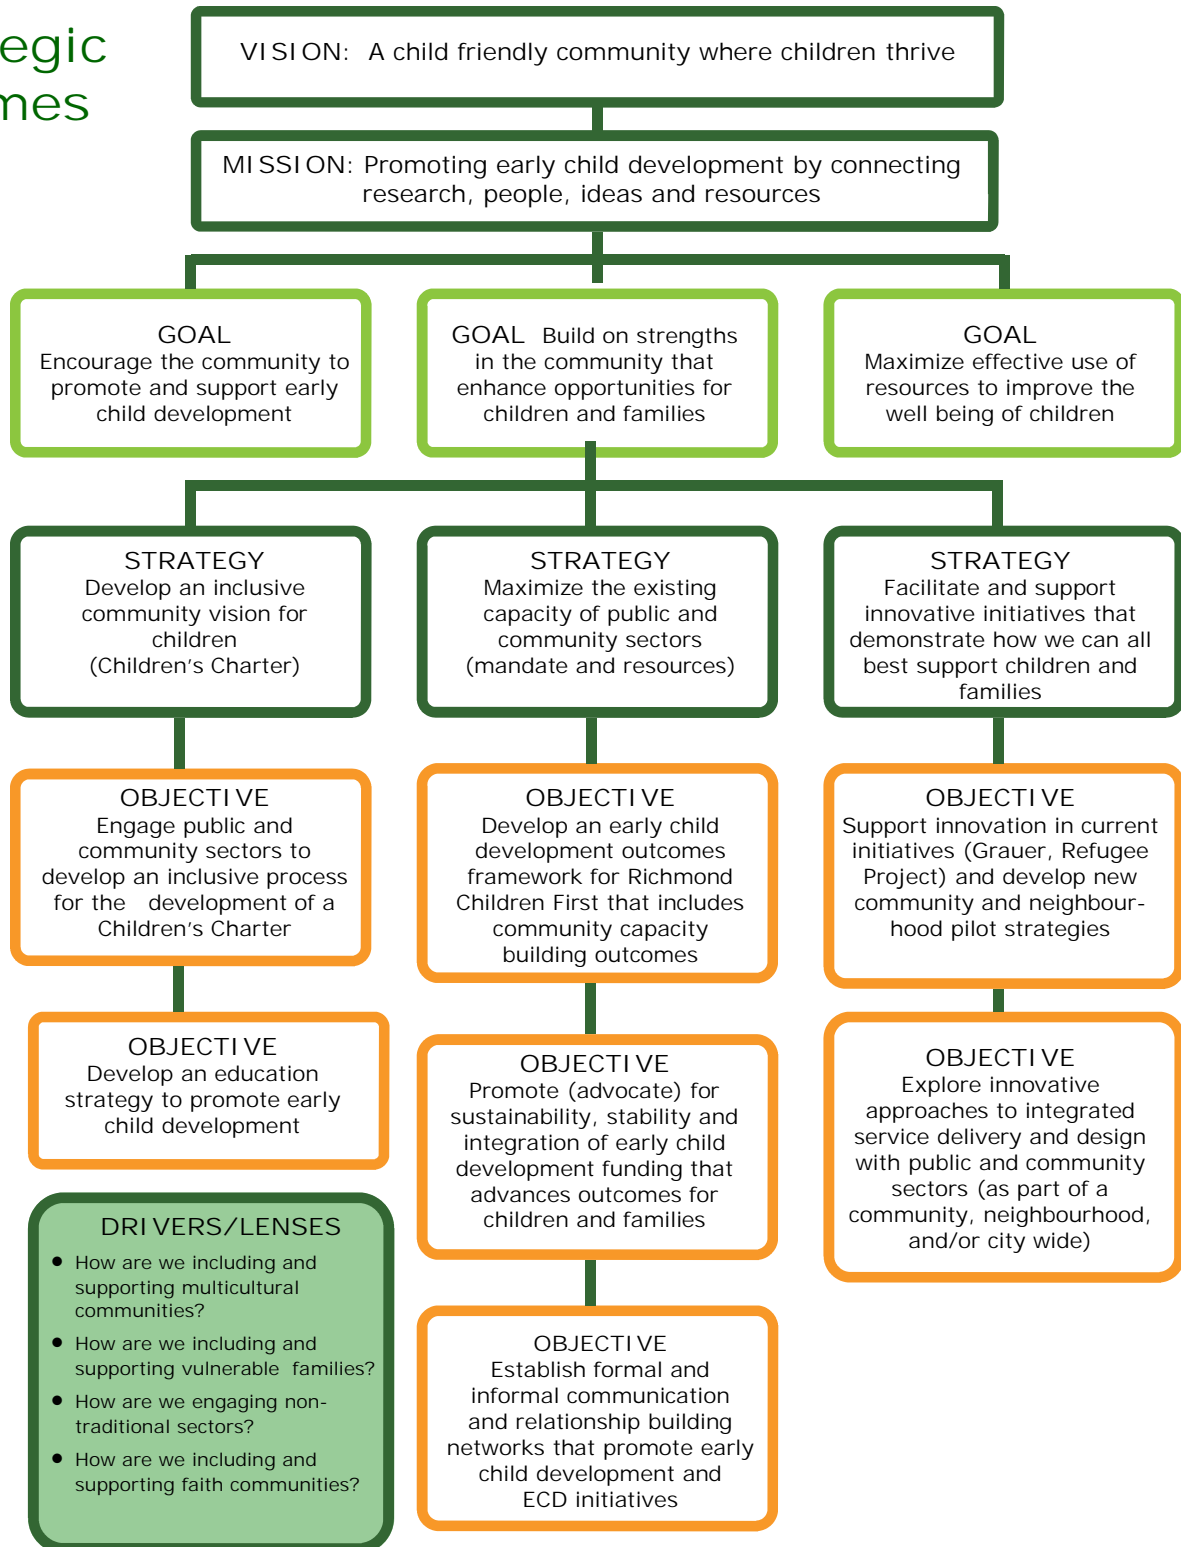 egic
mes
VISION: A child friendly community where children thrive
MISSION: Promoting early child development by connecting
research, people, ideas and resources
GOAL
Encourage the community to
promote and support early
child development
GOAL Build on strengths
in the community that
enhance opportunities for
children and families
GOAL
Maximize effective use of
resources to improve the
well being of children
STRATEGY
Develop an inclusive
community vision for
children
(Children's Charter)
STRATEGY
Maximize the existing
capacity of public and
community sectors
(mandate and resources)
STRATEGY
Facilitate and support
innovative initiatives that
demonstrate how we can all
best support children and
families
OBJECTIVE
Engage public and
community sectors to
develop an inclusive process
for the development of a
Children's Charter
OBJECTIVE
Develop an early child
development outcomes
framework for Richmond
Children First that includes
community capacity
building outcomes
OBJECTIVE
Support innovation in current
initiatives (Grauer, Refugee
Project) and develop new
community and neighbour-
hood pilot strategies
OBJECTIVE
Develop an education
strategy to promote early
child development
OBJECTIVE
Promote (advocate) for
sustainability, stability and
integration of early child
development funding that
advances outcomes for
children and families
OBJECTIVE
Explore innovative
approaches to integrated
service delivery and design
with public and community
sectors (as part of a
community, neighbourhood,
and/or city wide)
DRIVERS/LENSES
• How are we including and
supporting multicultural
communities?
• How are we including and
supporting vulnerable families?
• How are we engaging non-
traditional sectors?
• How are we including and
supporting faith communities?
OBJECTIVE
Establish formal and
informal communication
and relationship building
networks that promote early
child development and
ECD initiatives